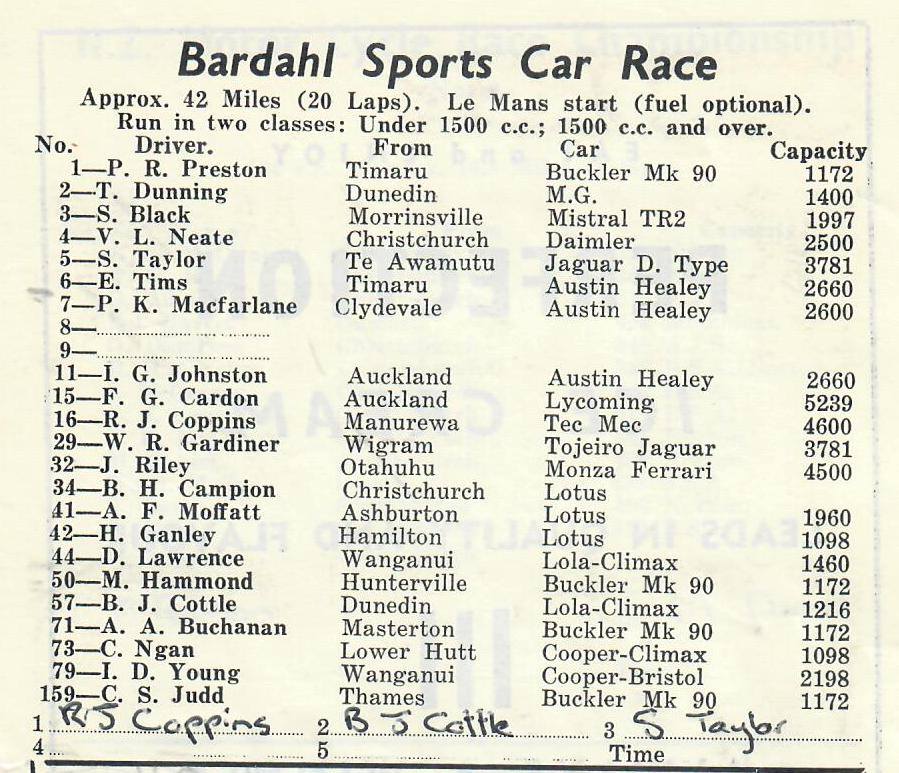 Bardahl Sports Car Race
Approx. 42 Miles (20 Laps). Le Mans start (fuel optional).
Run in two classes: Under 1500 c.c.; 1500 c.c. and over.
No. Driver. From Car Capacity
1—P. R. Preston Timaru Buckler Mk 90 1172
2—T. Dunning Dunedin M.G. 1400
3—S. Black Morrinsville Mistral TR2 1997
4—V. L. Neate Christchurch Daimler 2500
5—S. Taylor Te Awamutu Jaguar D. Type 3781
6—E. Tims Timaru Austin Healey 2660
7—P. K. Macfarlane Clydevale Austin Healey 2600
8—
9—
11—I. G. Johnston Auckland Austin Healey 2660
15—F. G. Cardon Auckland Lycoming 5239
16—R. J. Coppins Manurewa Tec Mec 4600
29—W. R. Gardiner Wigram Tojeiro Jaguar 3781
32—J. Riley Otahuhu Monza Ferrari 4500
34—B. H. Campion Christchurch Lotus
41—A. F. Moffatt Ashburton Lotus 1960
42—H. Ganley Hamilton Lotus 1098
44—D. Lawrence Wanganui Lola-Climax 1460
50—M. Hammond Hunterville Buckler Mk 90 1172
57—B. J. Cottle Dunedin Lola-Climax 1216
71—A. A. Buchanan Masterton Buckler Mk 90 1172
73—C. Ngan Lower Hutt Cooper-Climax 1098
79—I. D. Young Wanganui Cooper-Bristol 2198
159—C. S. Judd Thames Buckler Mk 90 1172
1 R J Coppins 2 B J Cottle 3 S Taylor
4 5 Time